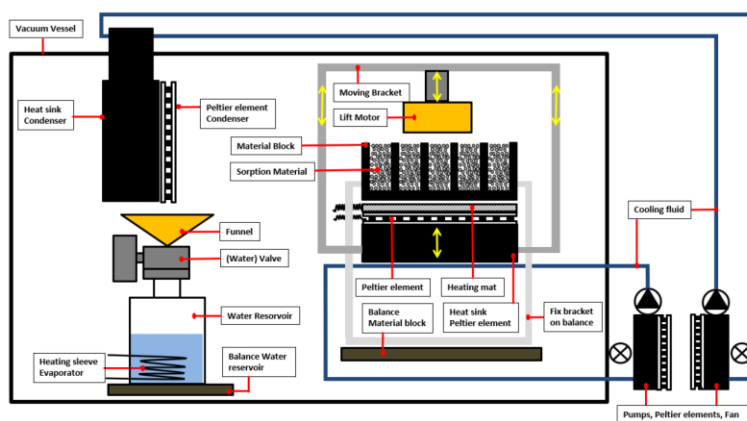 Vacuum Vessel
Heat sink
Condenser
Peltier element
Condenser
Moving Bracket
Lift Motor
Material Block
Sorption Material
Cooling fluid
Funnel
(Water) Valve
Peltier element
Heating mat
Water Reservoir
Balance
Material block
Heat sink
Peltier element
Fix bracket
on balance
Heating sleeve
Evaporator
Balance Water
reservoir
Pumps, Peltier elements, Fan